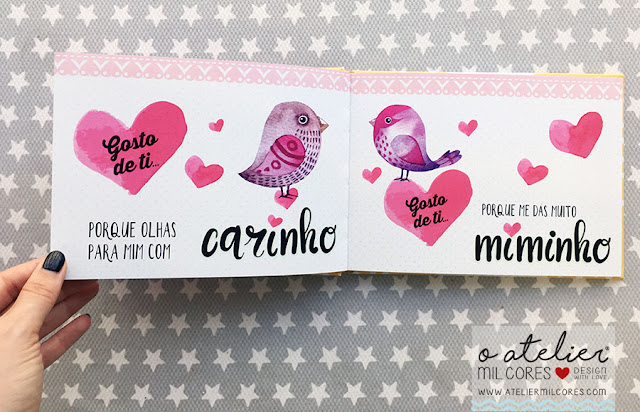 Gosto
de ti...
PORQUE OLHAS
PARA MIM COM
carinho
Gosto
de ti...
PORQUE ME DAS MUITO
miminho
o atelier
MIL CORES DESIGN
WITH LOVE
WWW.ATELIERMILCORES.COM